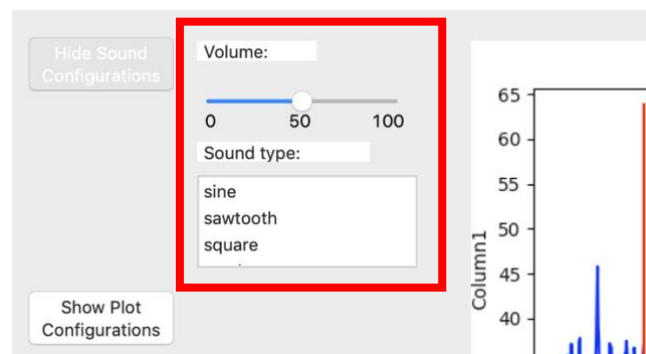 Hide Sound
Configurations
Volume:
0 50 100
Sound type:
sine
sawtooth
square
Show Plot
Configurations
65
60
55
50
45
40
Column1